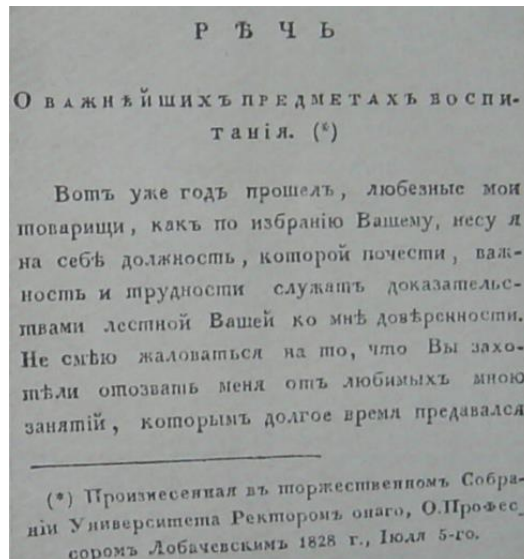 РѢЧЬ
О ВАЖНѢЙШИХЪ ПРЕДМЕТАХЪ ВОСПИ-
танія. (*)
Вотъ уже годъ прошелъ, любезные мои
товарищи, какъ по избранію Вашему, несу я
на себѣ должность, которой почести, важ-
ность и трудности служатъ доказательс-
твами лестной Вашей ко мнѣ довѣренности.
Не смѣю жаловаться на то, что Вы захо-
тѣли отозвать меня отъ любимыхъ мною
занятій, которымъ долгое время предавался
(*) Произнесенная въ торжественномъ Собра-
ніи Университета Ректоромъ онаго, О.Профес_
соромъ Лобачевскимъ 1828 г., Іюля 5-го.